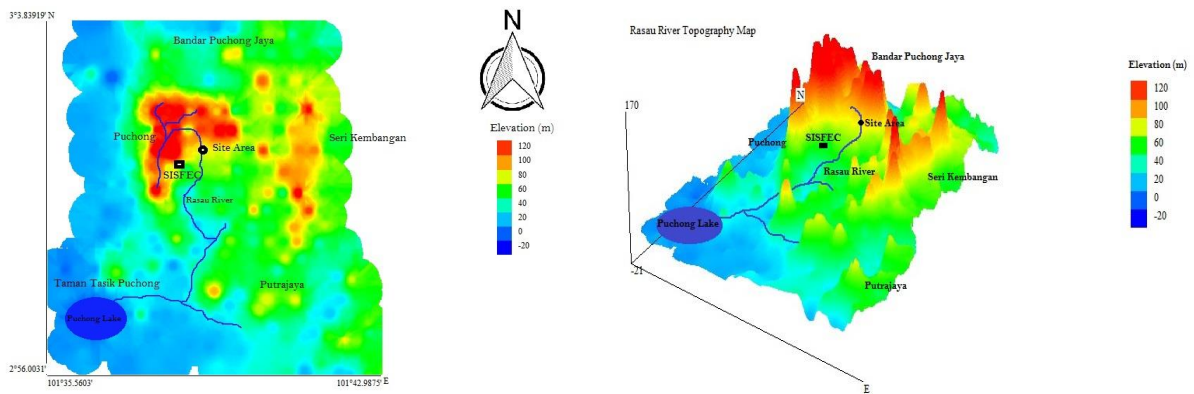 3°3.83919' N
Bandar Puchong Jaya
Puchong
Site Area
SISFEC
Seri Kembangan
Rasau River
Taman Tasik Puchong
Putrajaya
Puchong Lake
2°56.0031'
101°35.5603'
101°42.9875' E
N
Elevation (m)
120
100
80
60
40
20
0
-20
Rasau River Topography Map
170
N
Bandar Puchong Jaya
Site Area
Puchong
SISFEC
Rasau River
Seri Kembangan
Puchong Lake
-21
Putrajaya
E
Elevation (m)
120
100
80
60
40
20
0
-20